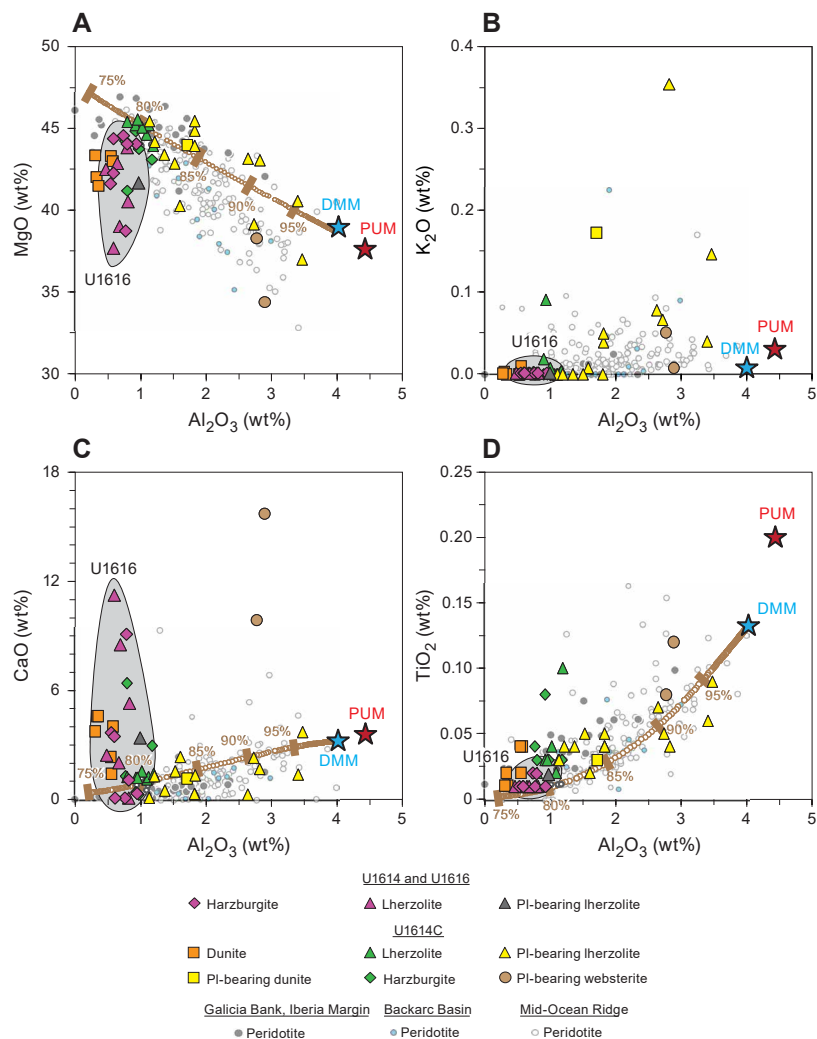 A
50
45
40
35
30
MgO (wt%)
75%
80%
85%
90%
95%
DMM
PUM
U1616
0
1
2
3
4
5
Al2O3 (wt%)
B
0.4
0.3
0.2
0.1
0.0
K2O (wt%)
U1616
DMM
PUM
0
1
2
3
4
5
Al2O3 (wt%)
C
18
12
6
0
CaO (wt%)
U1616
75%
80%
85%
90%
95%
PUM
DMM
0
1
2
3
4
5
Al2O3 (wt%)
D
0.25
0.20
0.15
0.10
0.05
0
TiO2 (wt%)
PUM
DMM
95%
90%
85%
80%
75%
U1616
0
1
2
3
4
5
Al2O3 (wt%)
U1614 and U1616
Harzburgite Lherzolite Pl-bearing lherzolite
U1614C
Dunite Lherzolite Pl-bearing lherzolite
Pl-bearing dunite Harzburgite Pl-bearing websterite
Galicia Bank, Iberia Margin Backarc Basin Mid-Ocean Ridge
Peridotite Peridotite Peridotite